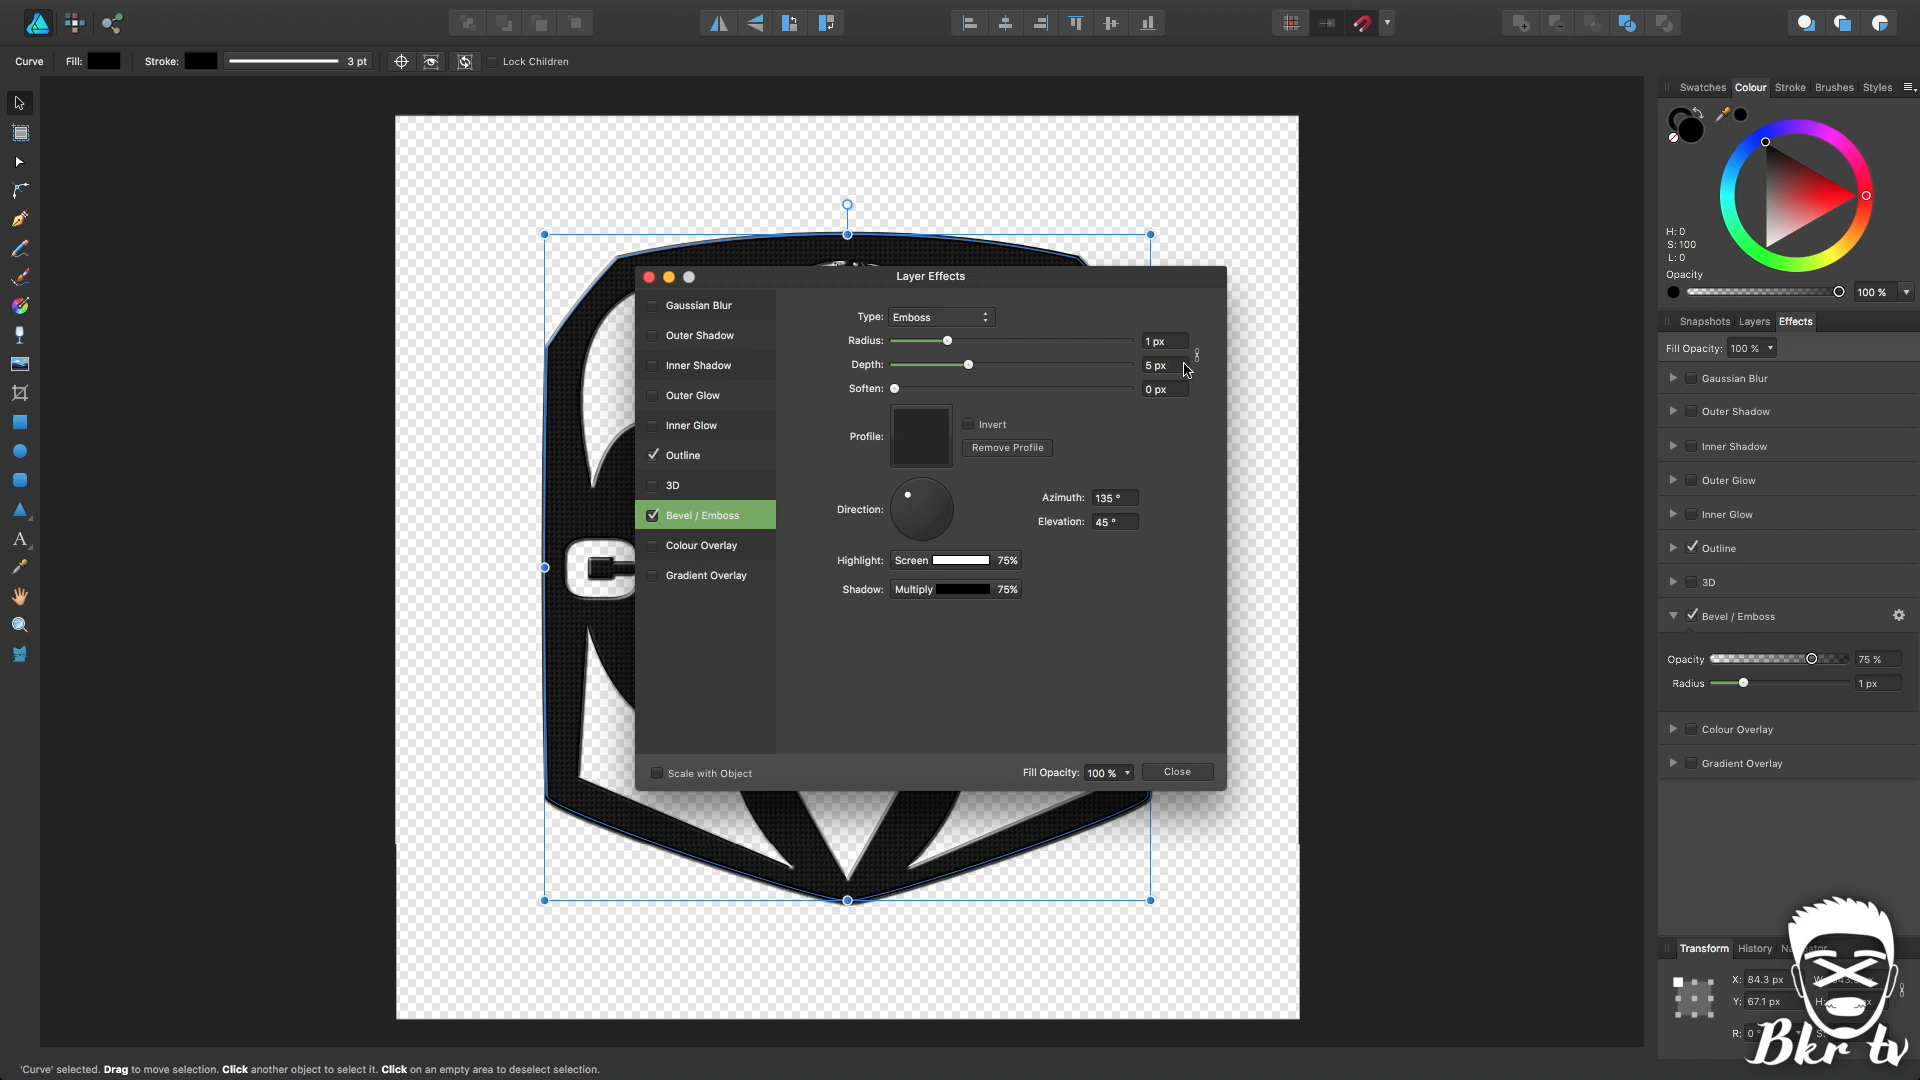 Curve Fill: Stroke: 3 pt Lock Children
Swatches Colour Stroke Brushes Styles
H: 0
S: 100
L: 0
Opacity
100 %
Snapshots Layers Effects
Fill Opacity: 100 %
Gaussian Blur
Outer Shadow
Inner Shadow
Outer Glow
Inner Glow
Outline
3D
Bevel / Emboss
Opacity 75 %
Radius 1 px
Colour Overlay
Gradient Overlay
Layer Effects
Gaussian Blur
Outer Shadow
Inner Shadow
Outer Glow
Inner Glow
Outline
3D
Bevel / Emboss
Colour Overlay
Gradient Overlay
Type: Emboss
Radius: 1 px
Depth: 5 px
Soften: 0 px
Profile: Invert
Remove Profile
Direction: Azimuth: 135 °
Elevation: 45 °
Highlight: Screen 75%
Shadow: Multiply 75%
Scale with Object Fill Opacity: 100 % Close
Transform History
X: 84.3 px
Y: 67.1 px
R: 0 °
Bkr tv
'Curve' selected. Drag to move selection. Click another object to select it. Click on an empty area to deselect selection.